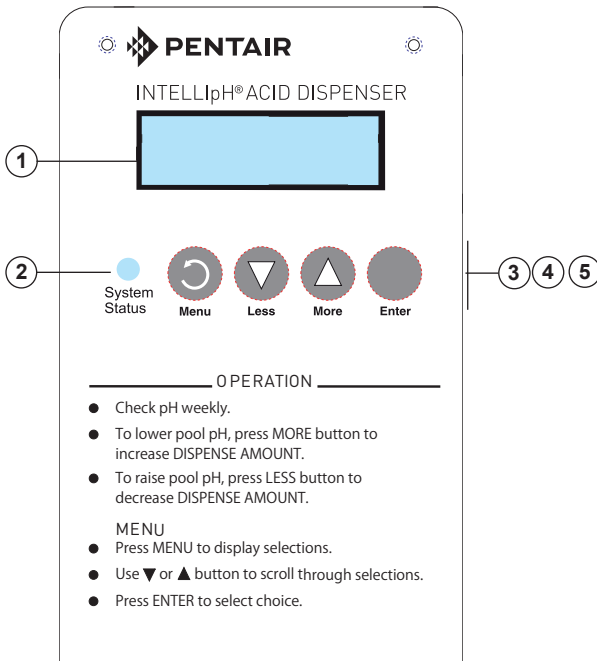 PENTAIR
INTELLIpH® ACID DISPENSER
1
2
System
Status
Menu
Less
More
Enter
3 4 5
OPERATION
● Check pH weekly.
● To lower pool pH, press MORE button to
increase DISPENSE AMOUNT.
● To raise pool pH, press LESS button to
decrease DISPENSE AMOUNT.
MENU
● Press MENU to display selections.
● Use ▼ or ▲ button to scroll through selections.
● Press ENTER to select choice.